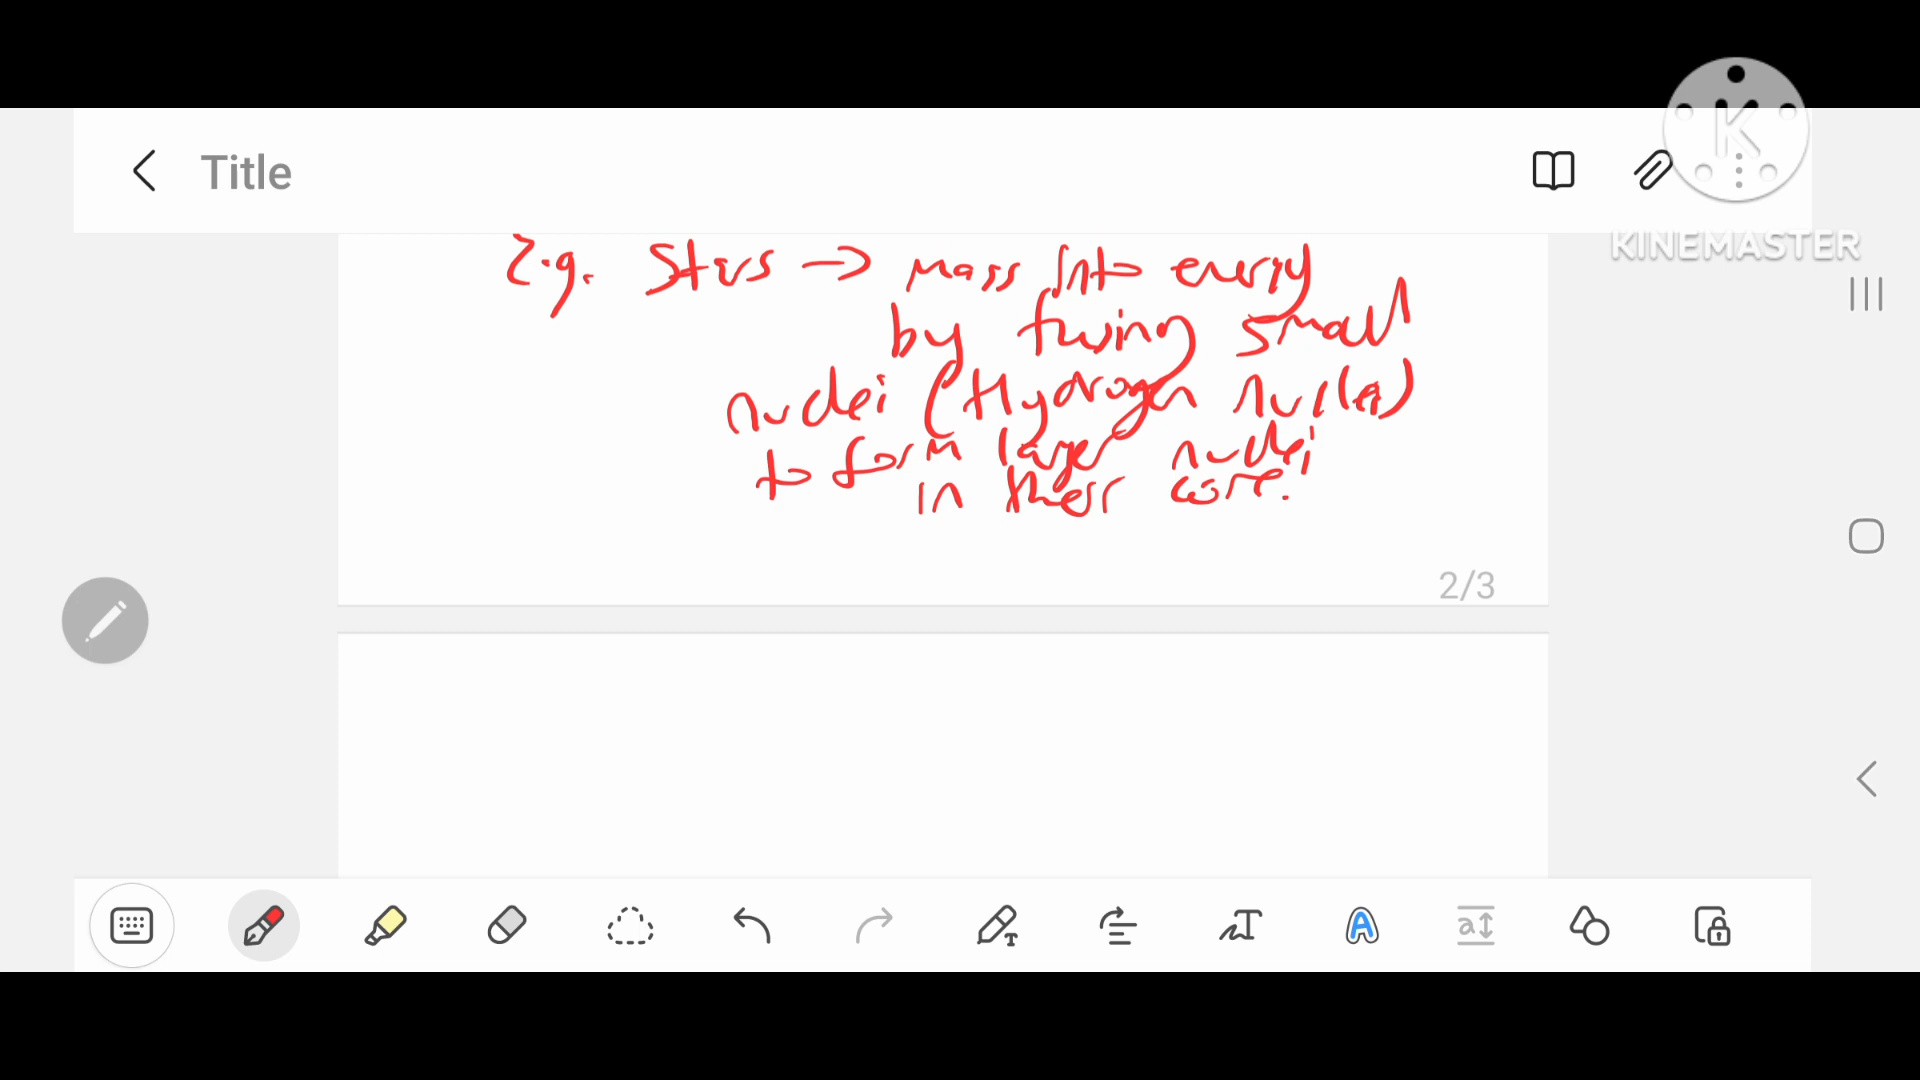 Title
KINEMASTER
E.g. Stars → mass into energy
by fusing small
nuclei (Hydrogen nuclei)
to form larger nuclei
in their core.
2/3